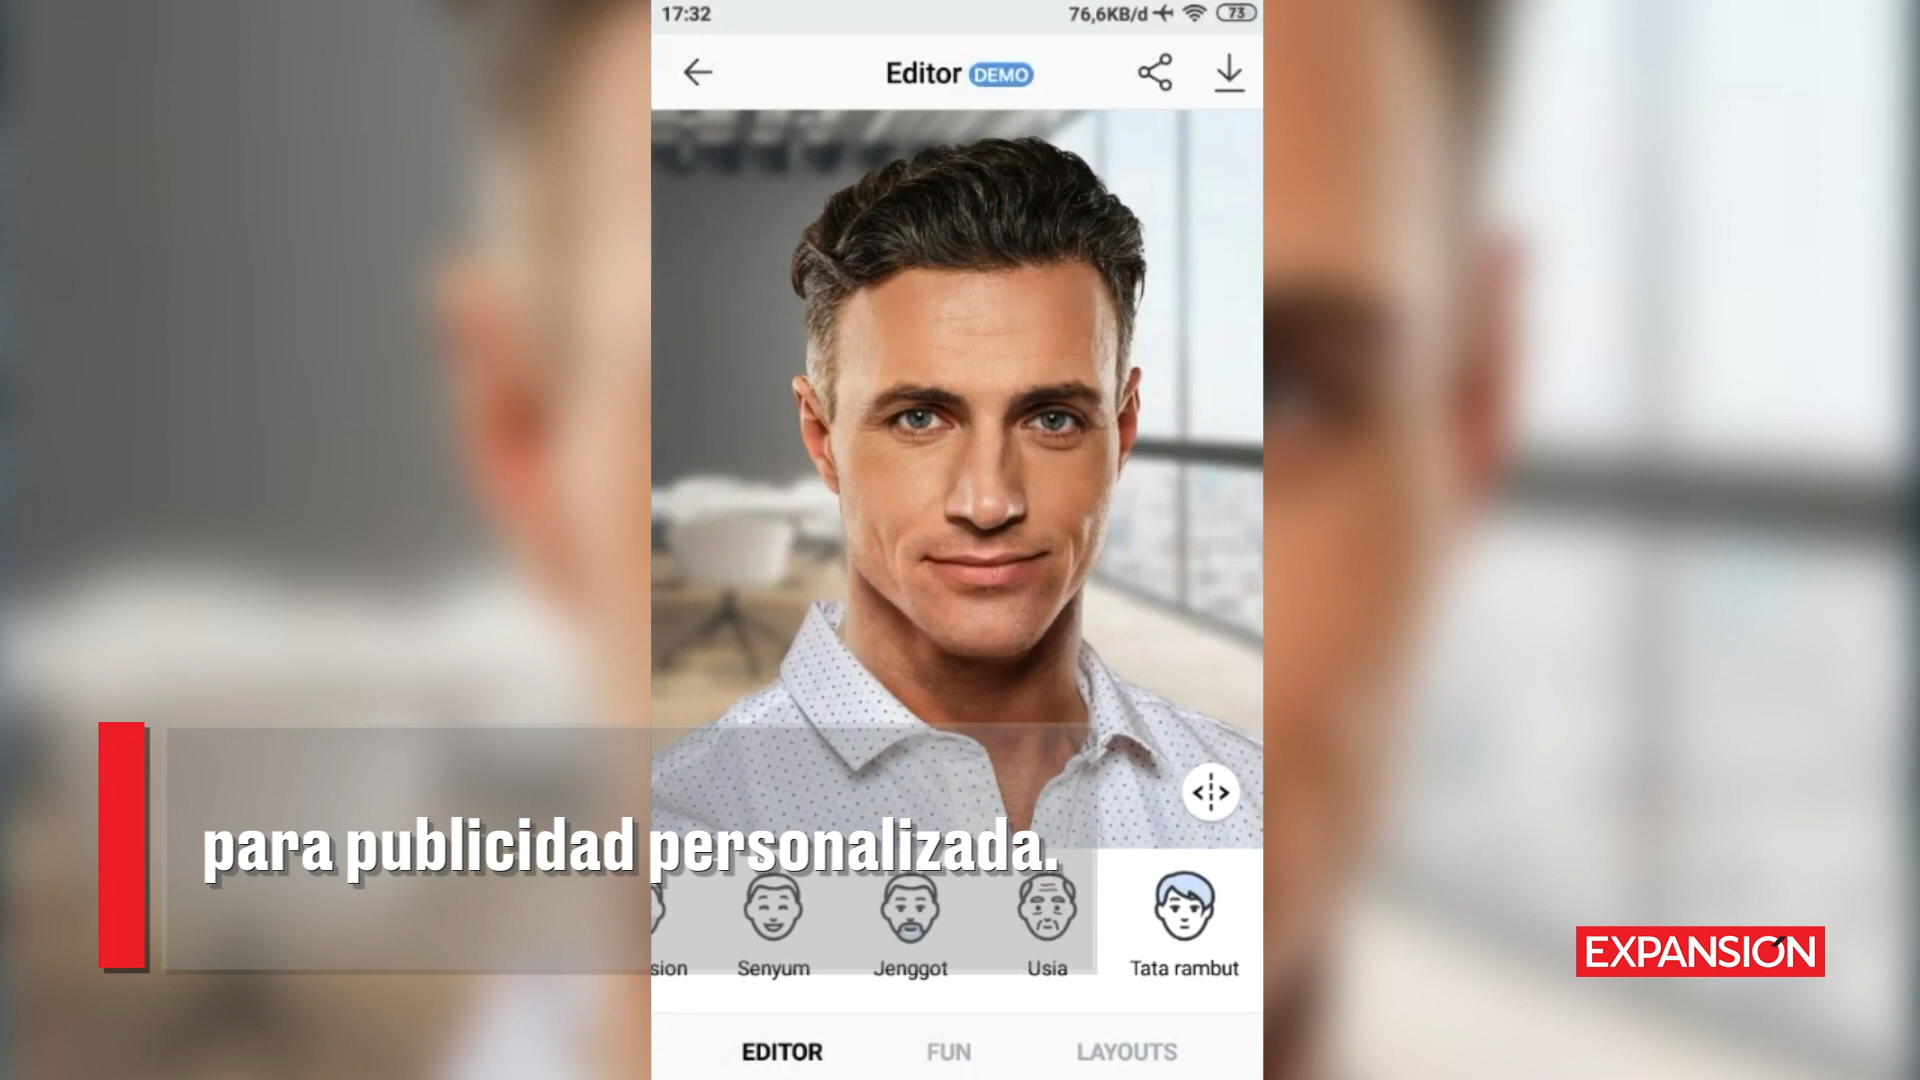 17:32
76,6KB/d
73
Editor DEMO
para publicidad personalizada.
sion
Senyum
Jenggot
Usia
Tata rambut
EXPANSIÓN
EDITOR
FUN
LAYOUTS